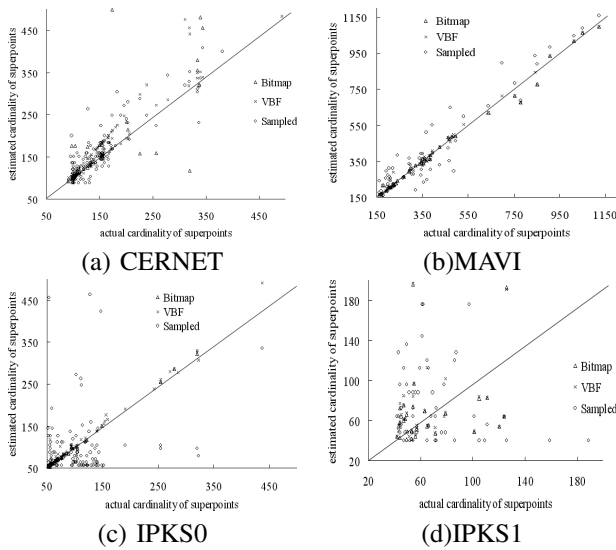 estimated cardinality of superpoints
450
350
250
150
50
Bitmap
VBF
Sampled
50 150 250 350 450
actual cardinality of superpoints
(a) CERNET
estimated cardinality of superpoints
1150
950
750
550
350
150
Bitmap
VBF
Sampled
150 350 550 750 950 1150
actual cardinality of superpoints
(b)MAVI
estimated cardinality of superpoints
450
350
250
150
50
Bitmap
VBF
Sampled
50 150 250 350 450
actual cardinality of superpoints
(c) IPKS0
estimated cardinality of superpoints
180
140
100
60
20
Bitmap
VBF
Sampled
20 60 100 140 180
actual cardinality of superpoints
(d)IPKS1